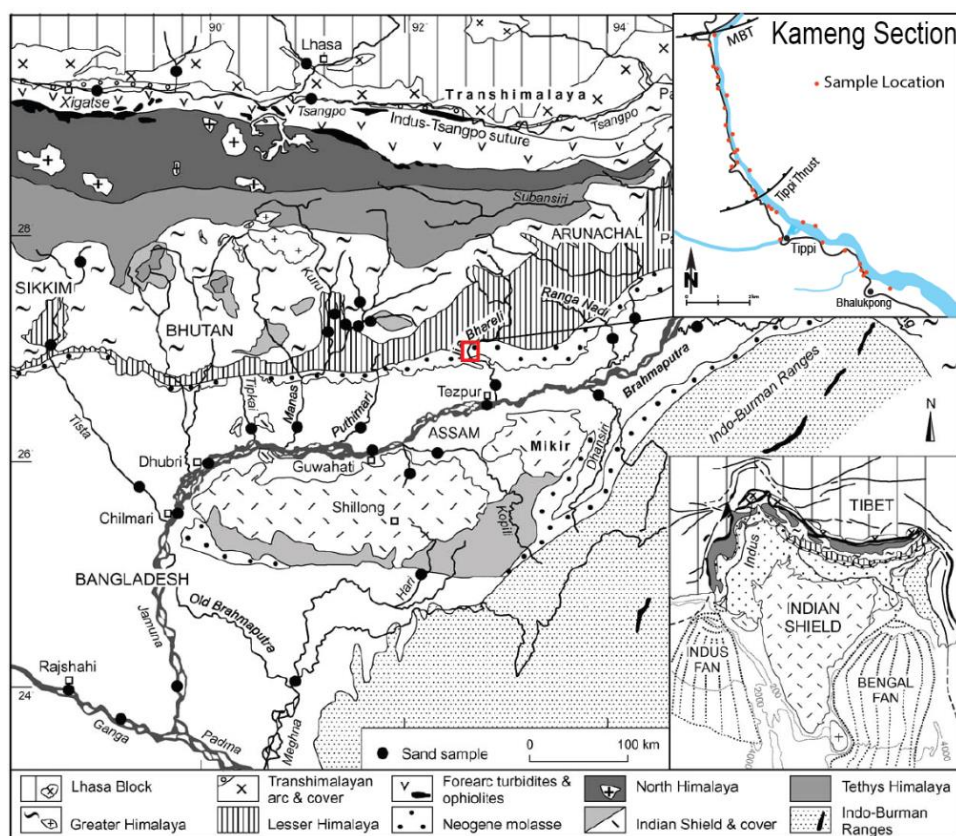 90
92
94
Lhasa
Xigatse
Transhimalaya
Tsangpo
Tsangpo
Indus-Tsangpo suture
Subansiri
28
ARUNACHAL
SIKKIM
Kuru
BHUTAN
Ranga Nadi
Bhereli
Tista
Tipkai
Manas
Puthimari
Tezpur
Brahmaputra
Indo-Burman Ranges
N
ASSAM
Mikir
Dhansiri
26
Dhubri
Guwahati
Shillong
Kopili
Chilmari
BANGLADESH
Hari
Old Brahmaputra
Jamuna
Rajshahi
24
Ganga
Padma
Meghna
Sand sample
0
100 km
Kameng Section
Sample Location
MBT
Tippi Thrust
Tippi
Bhalukpong
N
0
TIBET
Indus
INDIAN
SHIELD
INDUS
FAN
BENGAL
FAN
4000
Lhasa Block
Transhimalayan
arc & cover
Forearc turbidites &
ophiolites
North Himalaya
Tethys Himalaya
Greater Himalaya
Lesser Himalaya
Neogene molasse
Indian Shield & cover
Indo-Burman
Ranges